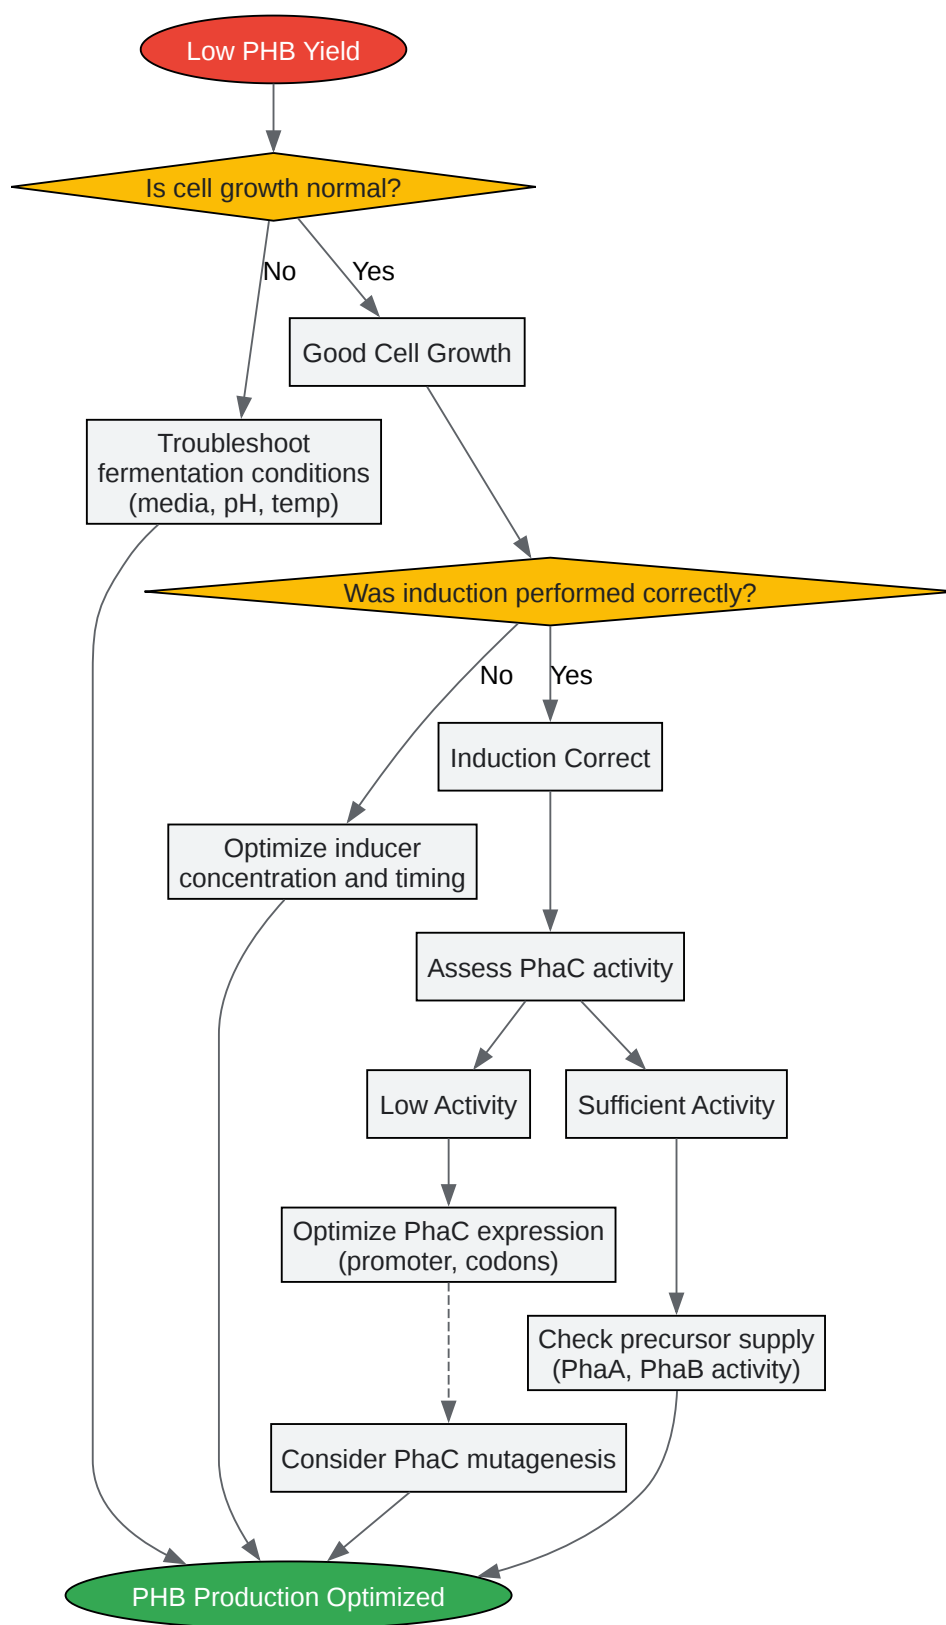 Low PHB Yield
Is cell growth normal?
No
Yes
Good Cell Growth
Troubleshoot
fermentation conditions
(media, pH, temp)
Was induction performed correctly?
No
Yes
Induction Correct
Optimize inducer
concentration and timing
Assess PhaC activity
Low Activity
Sufficient Activity
Optimize PhaC expression
(promoter, codons)
Check precursor supply
(PhaA, PhaB activity)
Consider PhaC mutagenesis
PHB Production Optimized